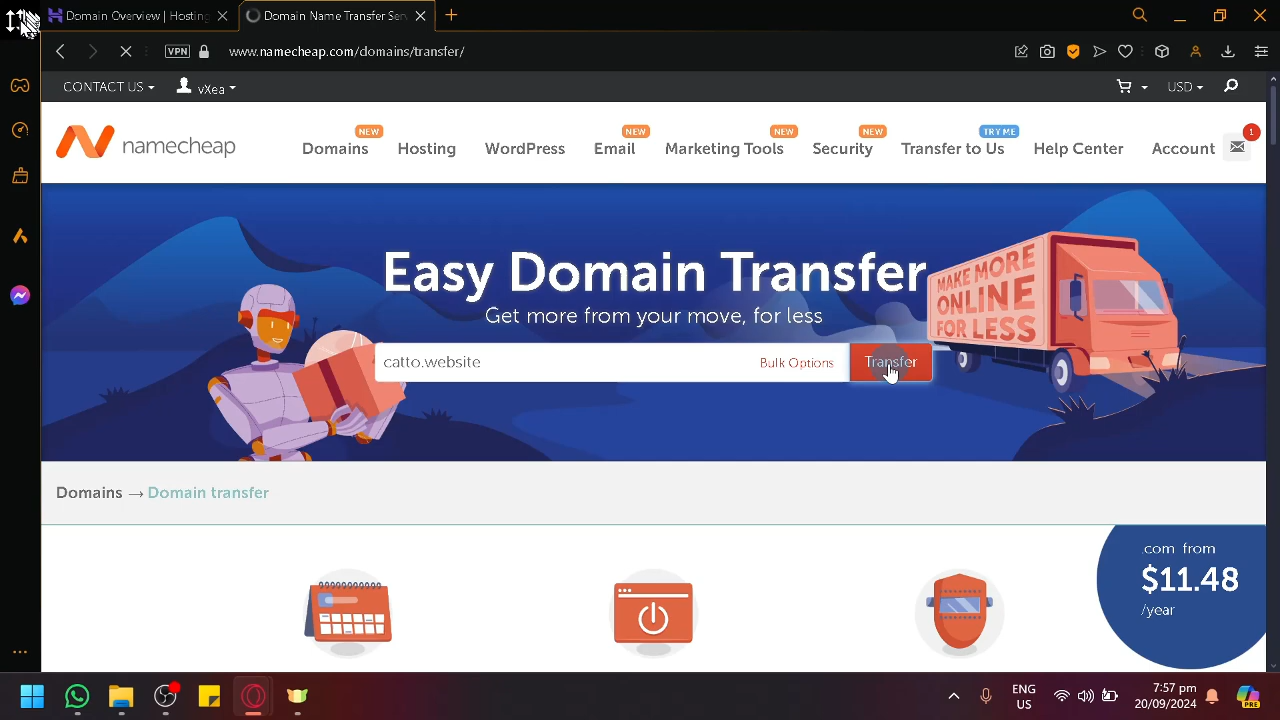 Domain Overview | Hosting
Domain Name Transfer Ser
VPN
www.namecheap.com/domains/transfer/
CONTACT US
vXea
USD
namecheap
NEW
Domains
Hosting
WordPress
NEW
Email
NEW
Marketing Tools
NEW
Security
TRY ME
Transfer to Us
Help Center
Account
1
Easy Domain Transfer
Get more from your move, for less
catto.website
Bulk Options
Transfer
MAKE MORE
ONLINE
FOR LESS
Domains → Domain transfer
.com from
$11.48
/year
ENG
US
7:57 pm
20/09/2024
PRE